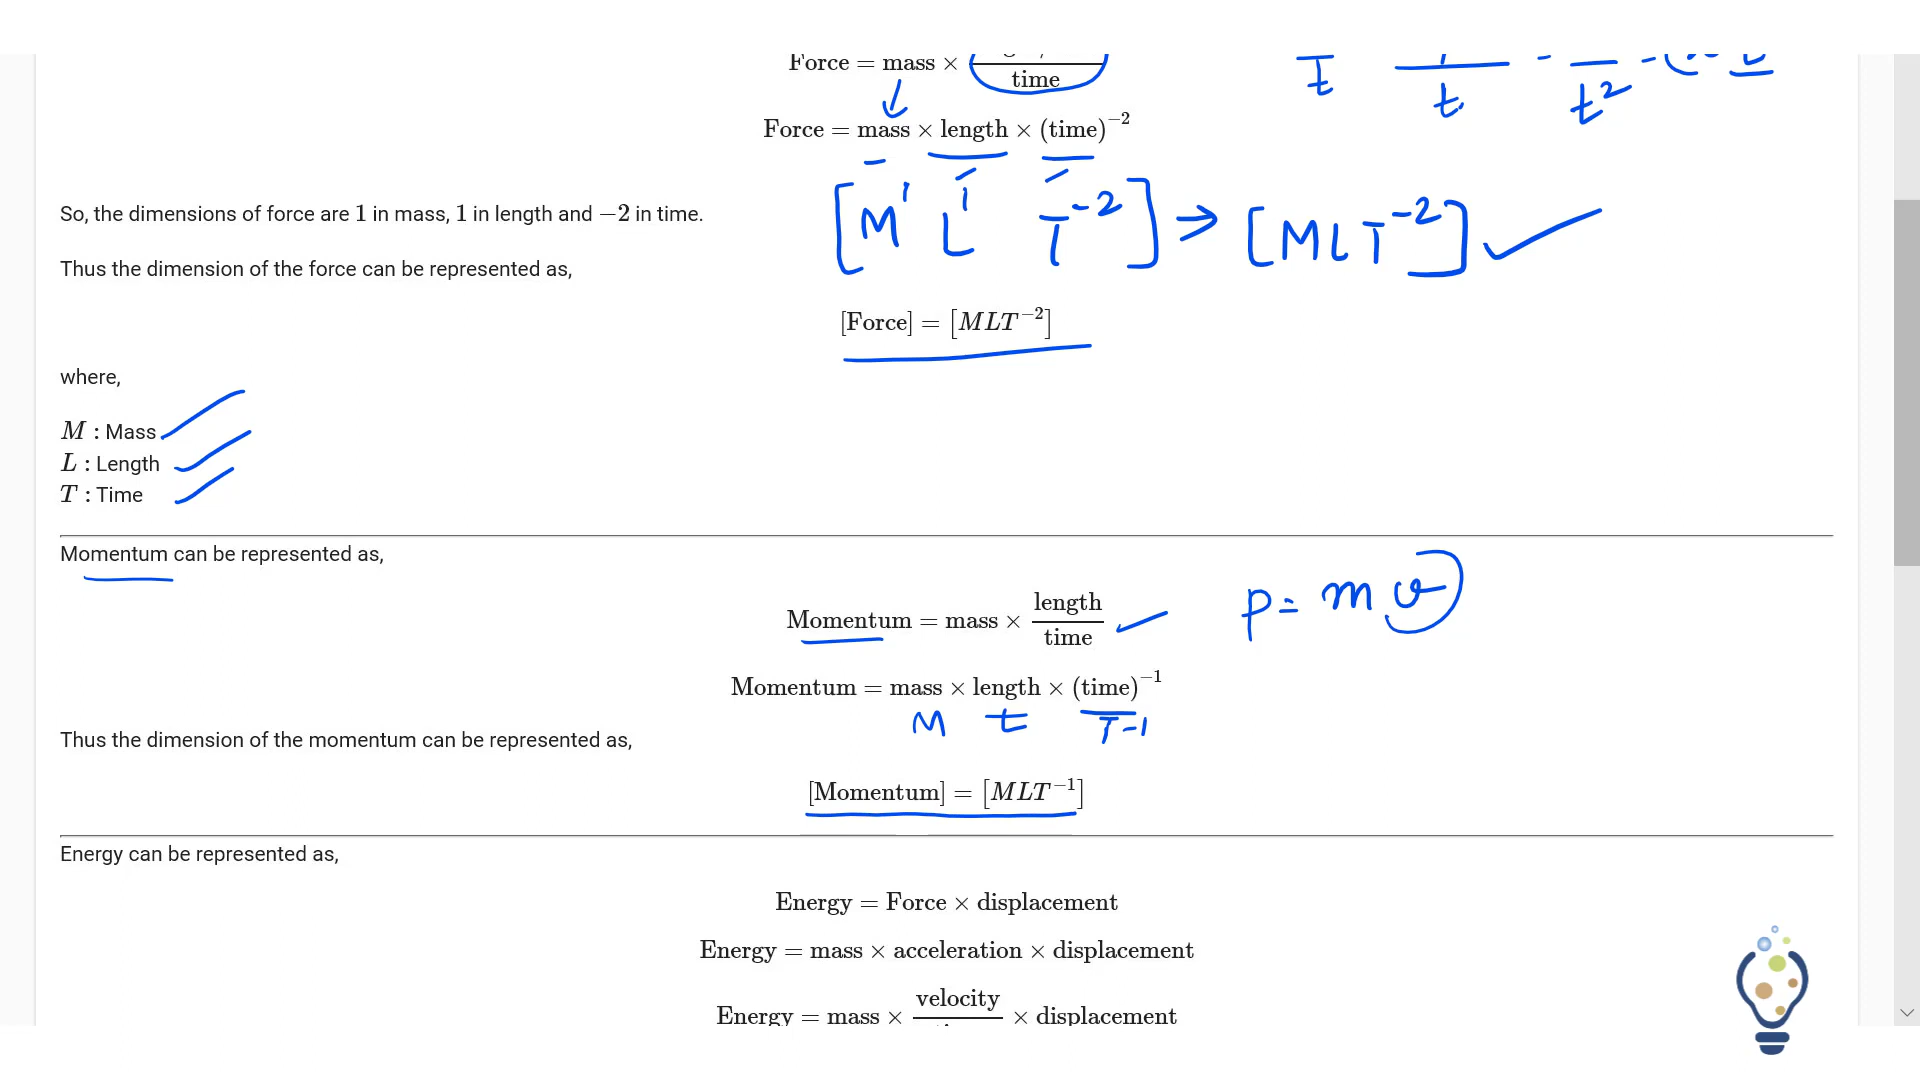 Force = mass × time
t t t²
Force = mass × length × (time)⁻²
So, the dimensions of force are 1 in mass, 1 in length and −2 in time.
[M¹ L¹ T⁻²] → [MLT⁻²]
Thus the dimension of the force can be represented as,
[Force] = [MLT⁻²]
where,
M : Mass
L : Length
T : Time
Momentum can be represented as,
Momentum = mass × length/time p = mv
Momentum = mass × length × (time)⁻¹
M T-1
Thus the dimension of the momentum can be represented as,
[Momentum] = [MLT⁻¹]
Energy can be represented as,
Energy = Force × displacement
Energy = mass × acceleration × displacement
Energy = mass × velocity × displacement